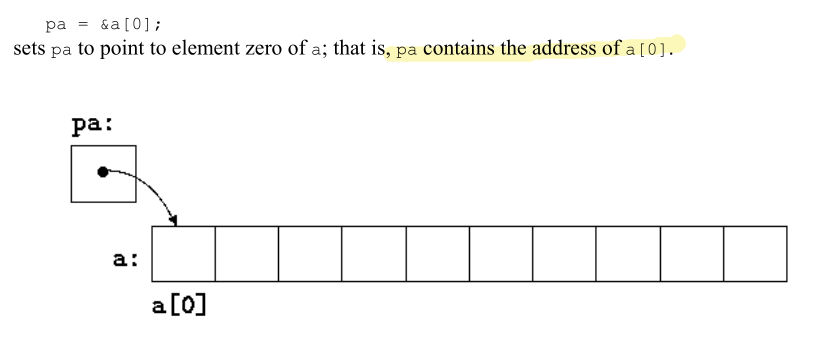 pa = &a[0];
sets pa to point to element zero of a; that is, pa contains the address of a[0].
pa:
a:
a[0]